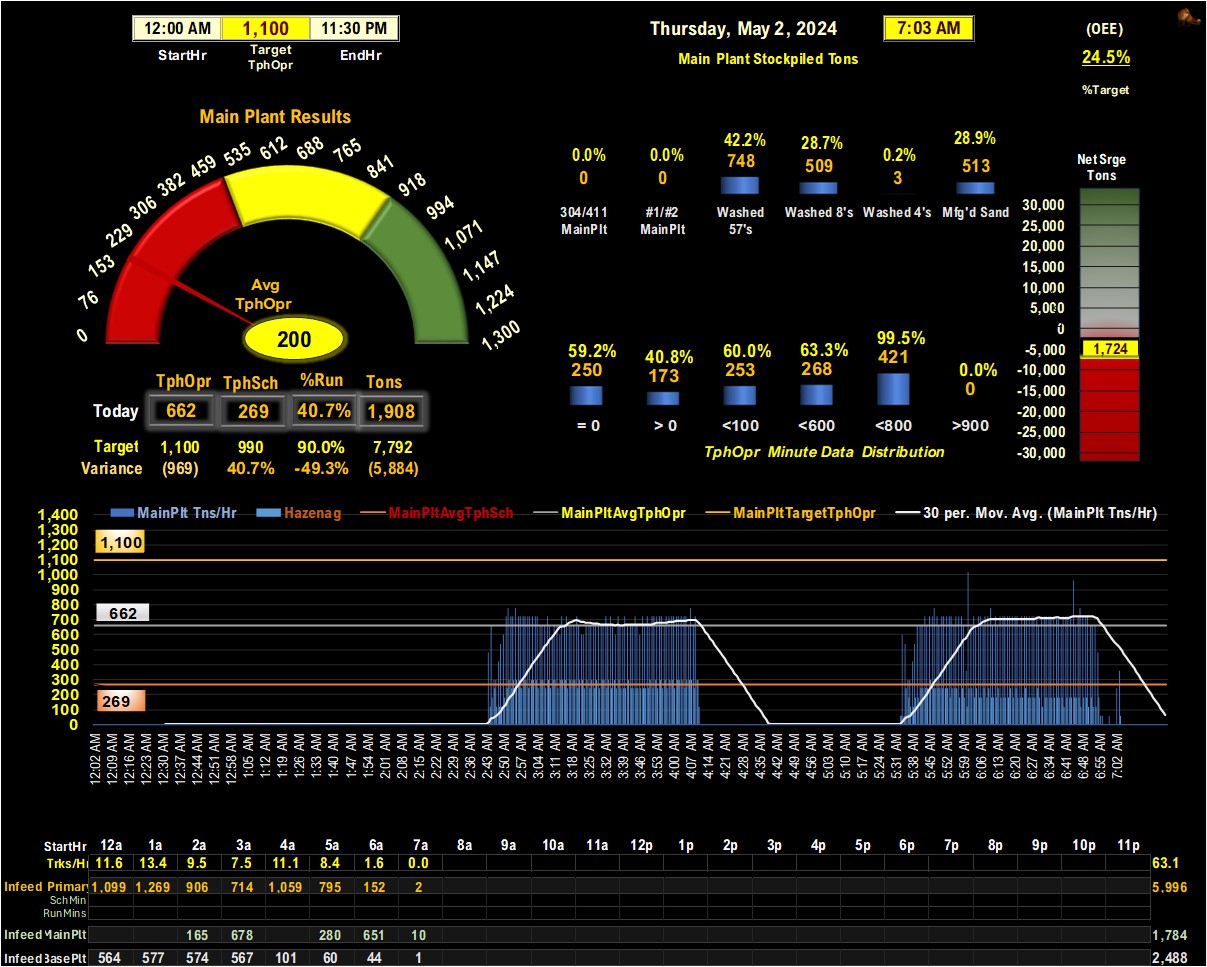 12:00 AM 1,100 11:30 PM
StartHr Target TphOpr EndHr
Thursday, May 2, 2024 7:03 AM
Main Plant Stockpiled Tons
(OEE)
24.5%
%Target
Main Plant Results
0 76 153 229 306 382 459 535 612 688 765 841 918 994 1,071 1,147 1,224 1,300
Avg
TphOpr
200
TphOpr TphSch %Run Tons
Today 662 269 40.7% 1,908
Target 1,100 990 90.0% 7,792
Variance (969) 40.7% -49.3% (5,884)
0.0% 0.0% 42.2% 28.7% 0.2% 28.9%
0 0 748 509 3 513
304/411 MainPlt #1/#2 MainPlt Washed 57's Washed 8's Washed 4's Mfg'd Sand
59.2% 40.8% 60.0% 63.3% 99.5% 0.0%
250 173 253 268 421 0
= 0 > 0 <100 <600 <800 >900
TphOpr Minute Data Distribution
Net Srge
Tons
30,000
25,000
20,000
15,000
10,000
5,000
0
-5,000
-10,000
-15,000
-20,000
-25,000
-30,000
1,724
MainPlt Tns/Hr Hazenag MainPltAvgTphSch MainPltAvgTphOpr MainPltTargetTphOpr 30 per. Mov. Avg. (MainPlt Tns/Hr)
1,400
1,300
1,200
1,100
1,000
900
800
700
600
500
400
300
200
100
0
1,100
662
269
12:02 AM 12:09 AM 12:16 AM 12:23 AM 12:30 AM 12:37 AM 12:44 AM 12:51 AM 12:58 AM 1:05 AM 1:12 AM 1:19 AM 1:26 AM 1:33 AM 1:40 AM 1:47 AM 1:54 AM 2:01 AM 2:08 AM 2:15 AM 2:22 AM 2:29 AM 2:36 AM 2:43 AM 2:50 AM 2:57 AM 3:04 AM 3:11 AM 3:18 AM 3:25 AM 3:32 AM 3:39 AM 3:46 AM 3:53 AM 4:00 AM 4:07 AM 4:14 AM 4:21 AM 4:28 AM 4:35 AM 4:42 AM 4:49 AM 4:56 AM 5:03 AM 5:10 AM 5:17 AM 5:24 AM 5:31 AM 5:38 AM 5:45 AM 5:52 AM 5:59 AM 6:06 AM 6:13 AM 6:20 AM 6:27 AM 6:34 AM 6:41 AM 6:48 AM 6:55 AM 7:02 AM
StartHr 12a 1a 2a 3a 4a 5a 6a 7a 8a 9a 10a 11a 12p 1p 2p 3p 4p 5p 6p 7p 8p 9p 10p 11p
Trks/Hr 11.6 13.4 9.5 7.5 11.1 8.4 1.6 0.0 63.1
Infeed Primary 1,099 1,269 906 714 1,059 795 152 2 5,996
SchMin
RunMins
Infeed MainPlt 165 678 280 651 10 1,784
Infeed BasePlt 564 577 574 567 101 60 44 1 2,488